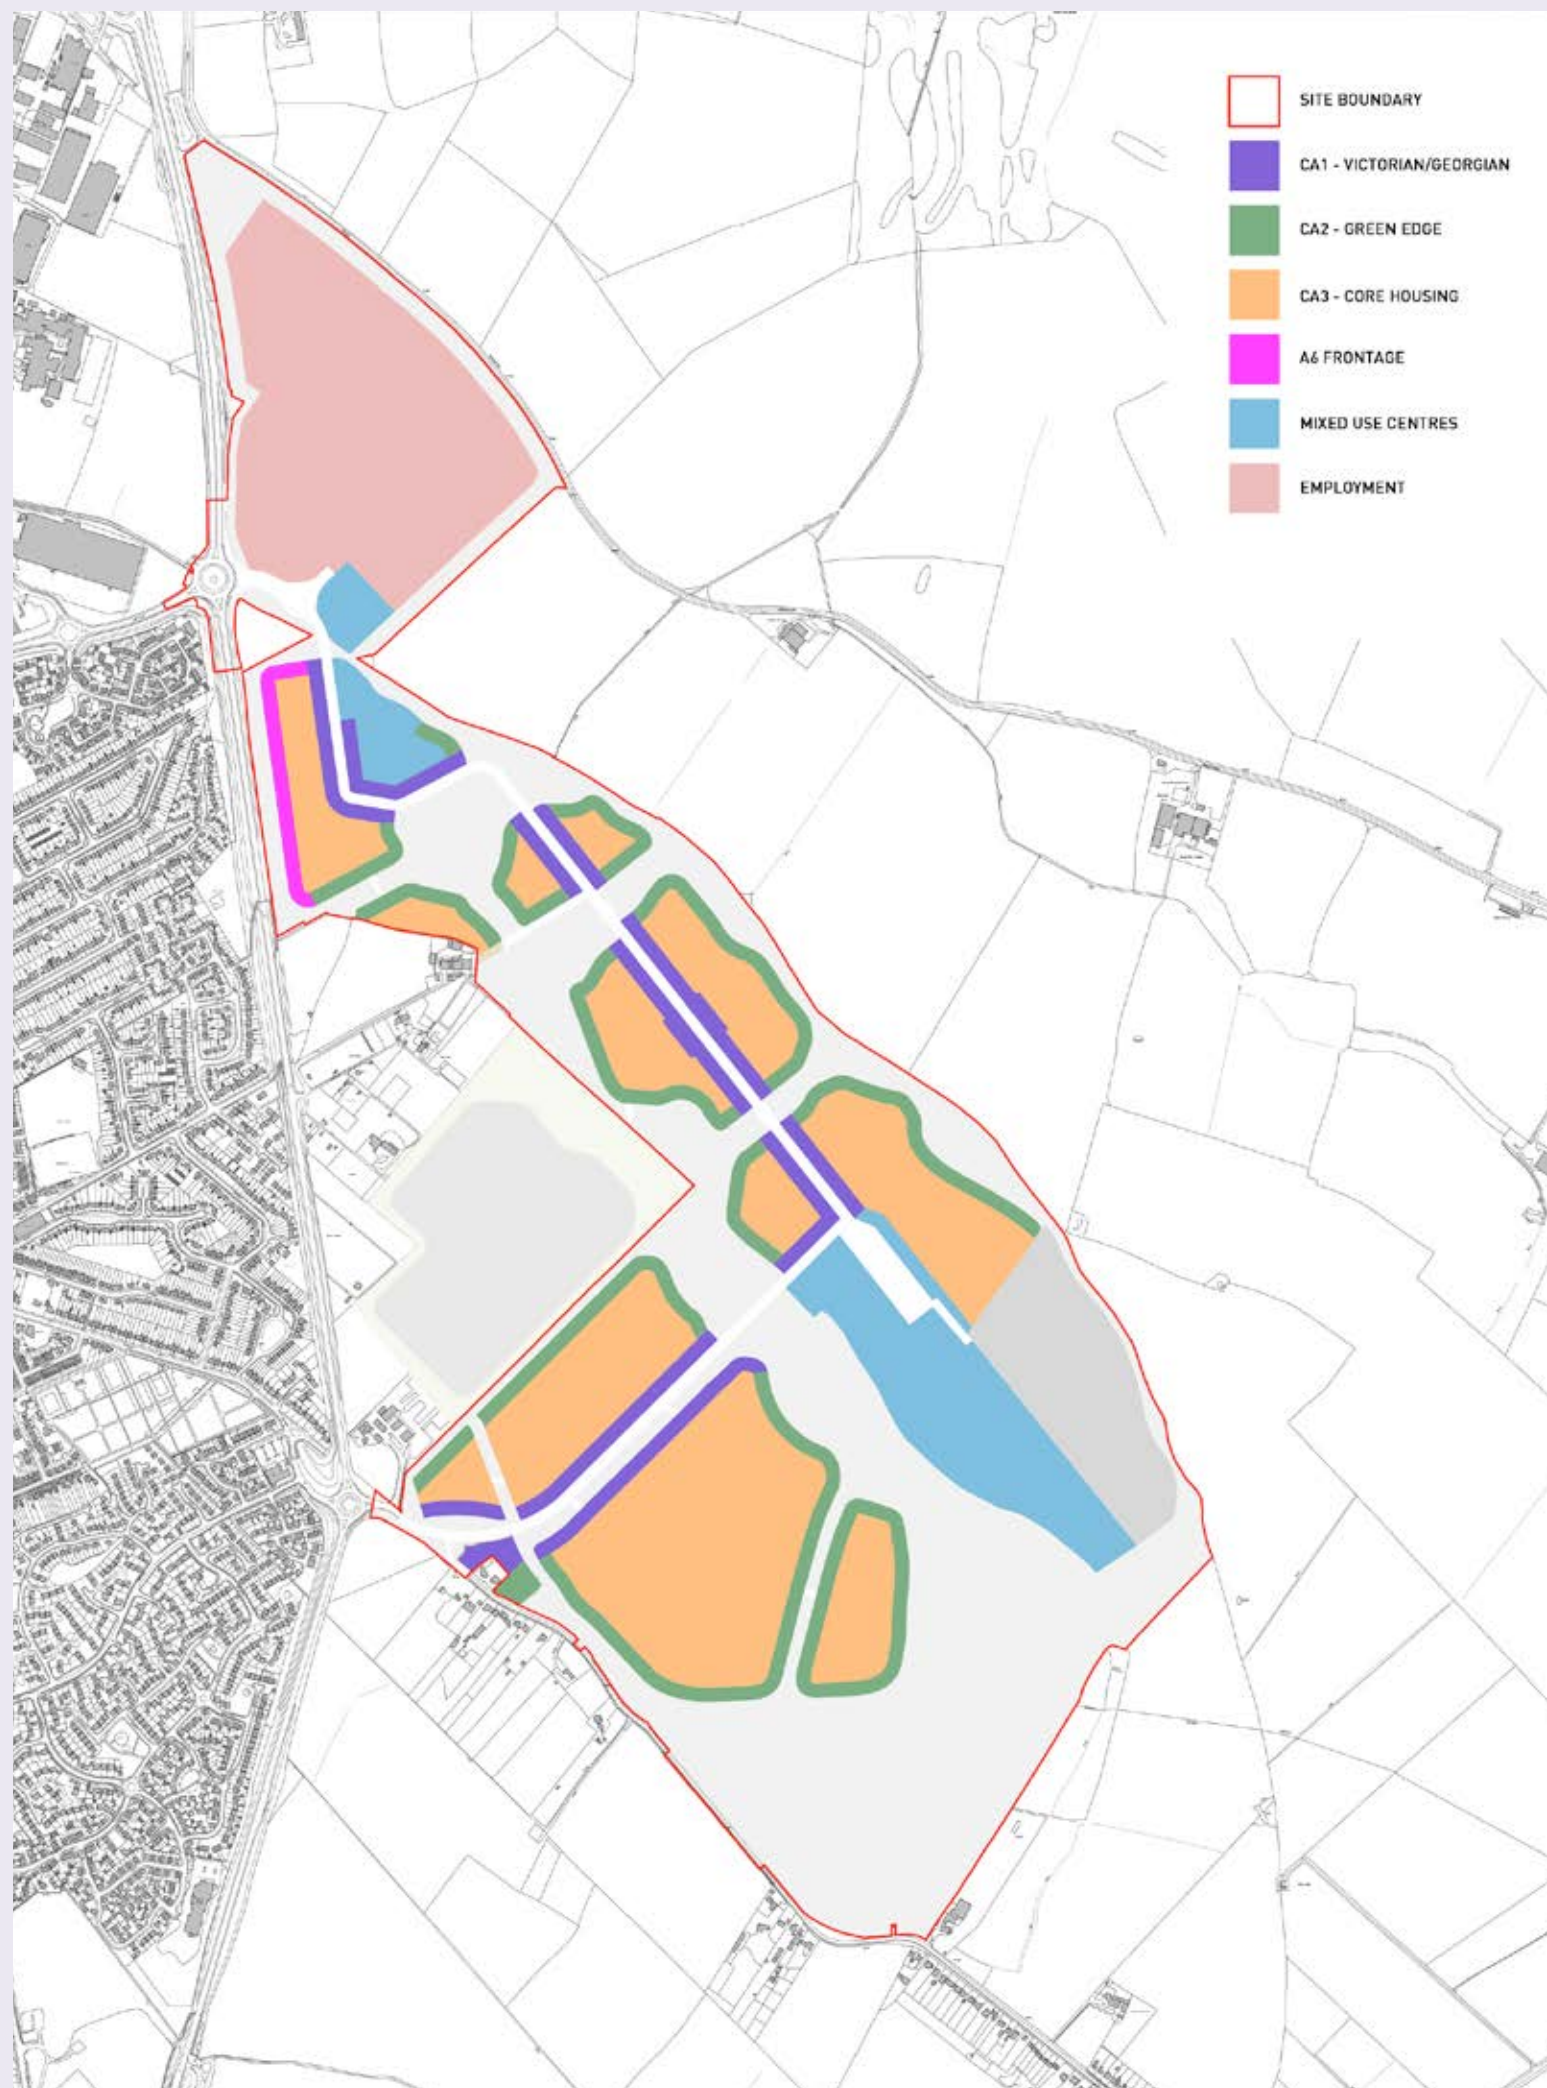 SITE BOUNDARY
CA1 - VICTORIAN/GEORGIAN
CA2 - GREEN EDGE
CA3 - CORE HOUSING
A6 FRONTAGE
MIXED USE CENTRES
EMPLOYMENT